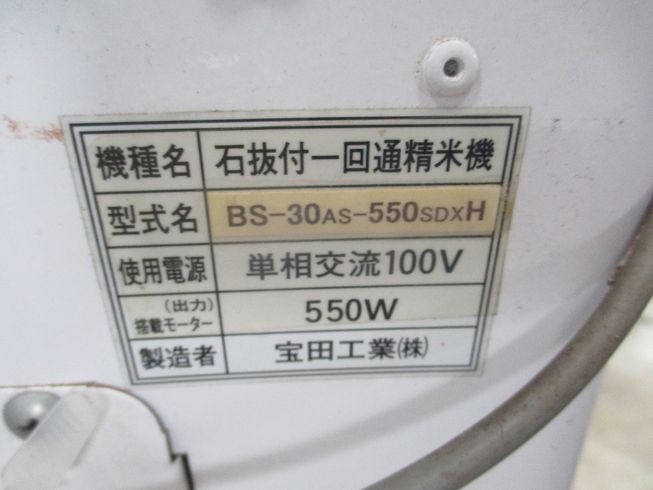 機種名 石抜付一回通精米機
型式名 BS-30AS-550SDXH
使用電源 単相交流100V
(出力)
搭載モーター 550W
製造者 宝田工業(株)